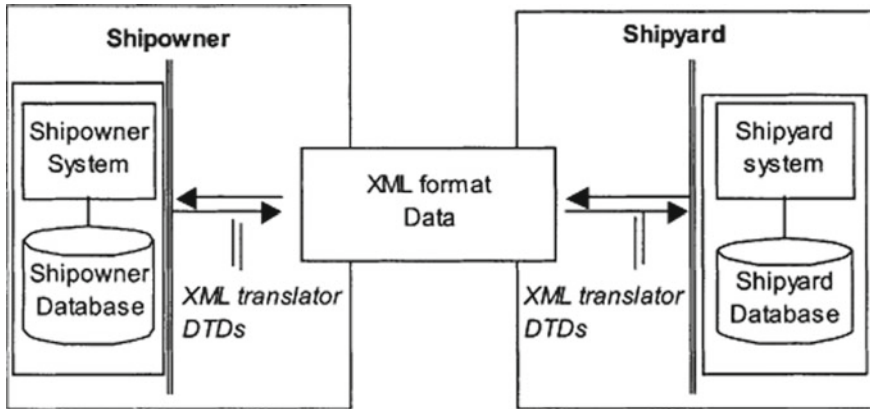 Shipowner
Shipowner
System
Shipowner
Database
XML translator
DTDs
XML format
Data
Shipyard
XML translator
DTDs
Shipyard
system
Shipyard
Database